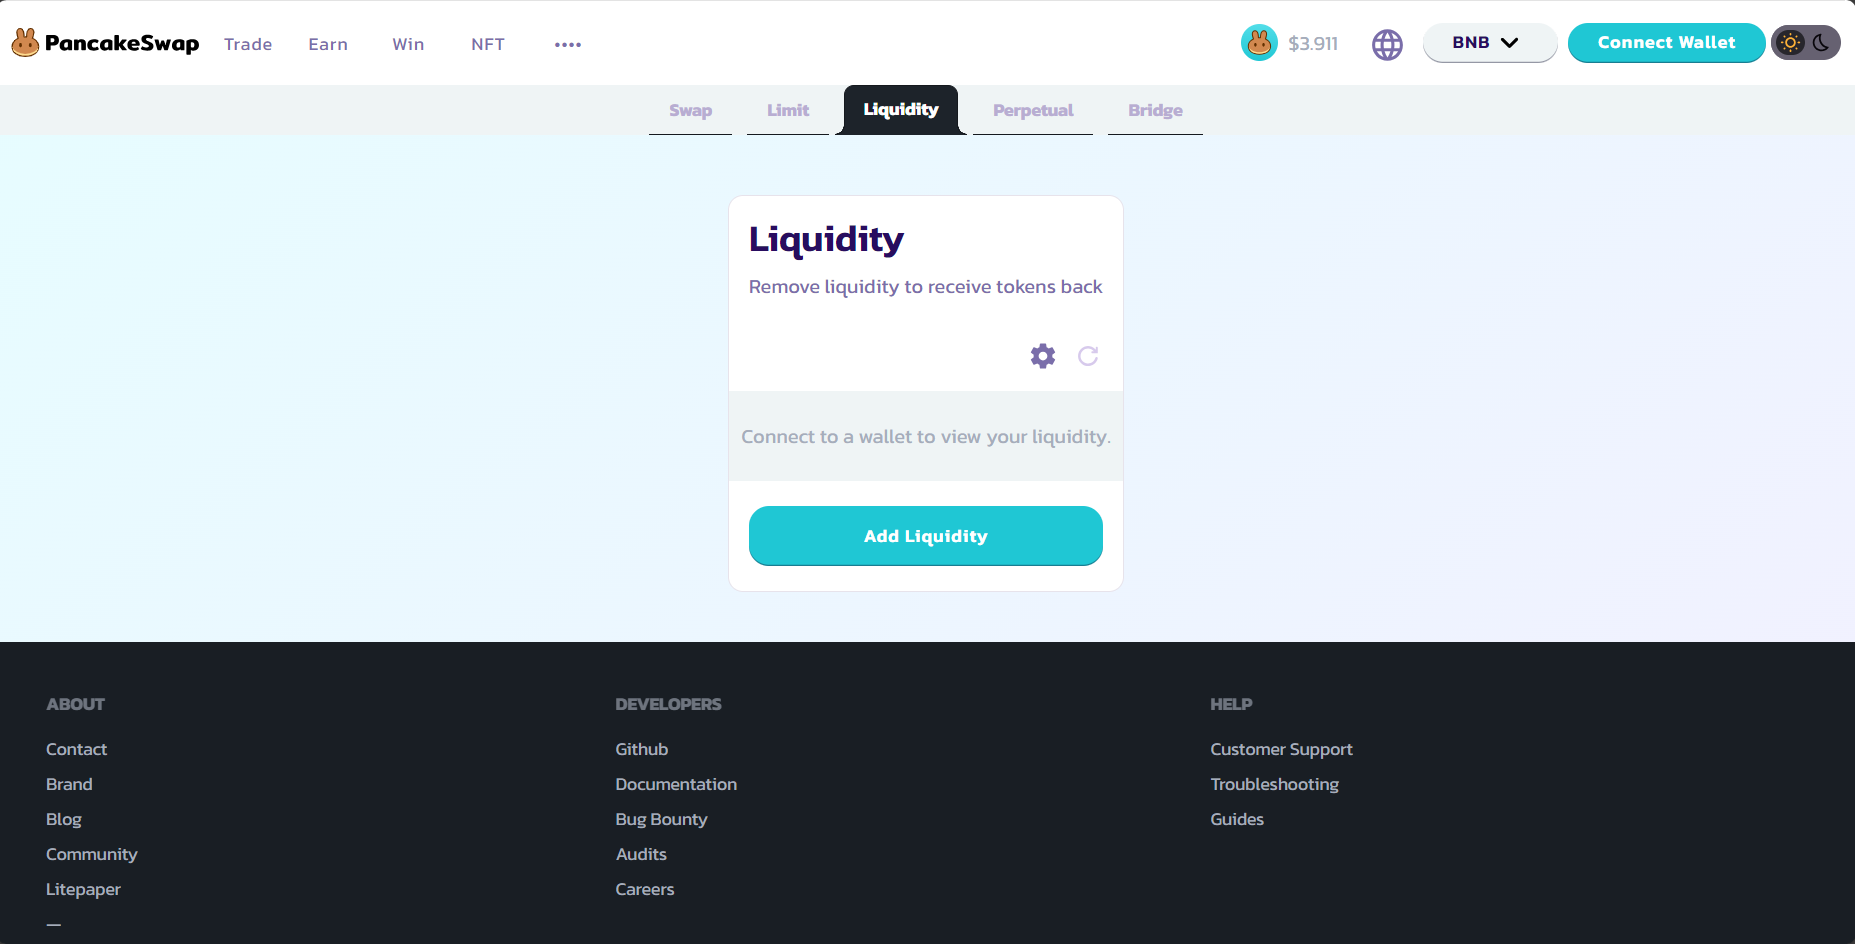 PancakeSwap Trade Earn Win NFT $3.911 BNB Connect Wallet
Swap Limit Liquidity Perpetual Bridge
Liquidity
Remove liquidity to receive tokens back
Connect to a wallet to view your liquidity.
Add Liquidity
ABOUT
Contact
Brand
Blog
Community
Litepaper
—
DEVELOPERS
Github
Documentation
Bug Bounty
Audits
Careers
HELP
Customer Support
Troubleshooting
Guides